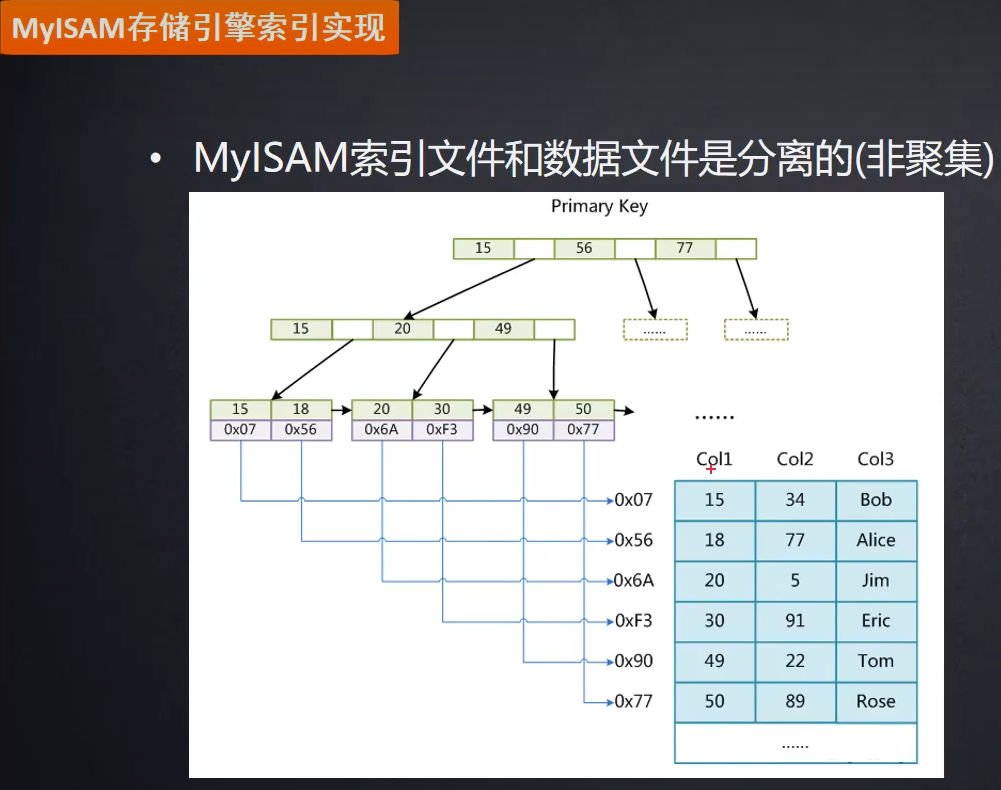 MyISAM存储引擎索引实现
• MyISAM索引文件和数据文件是分离的(非聚集)
Primary Key
15 56 77
15 20 49 ...... ......
15 18 20 30 49 50
0x07 0x56 0x6A 0xF3 0x90 0x77
......
Col1 Col2 Col3
0x07 15 34 Bob
0x56 18 77 Alice
0x6A 20 5 Jim
0xF3 30 91 Eric
0x90 49 22 Tom
0x77 50 89 Rose
......